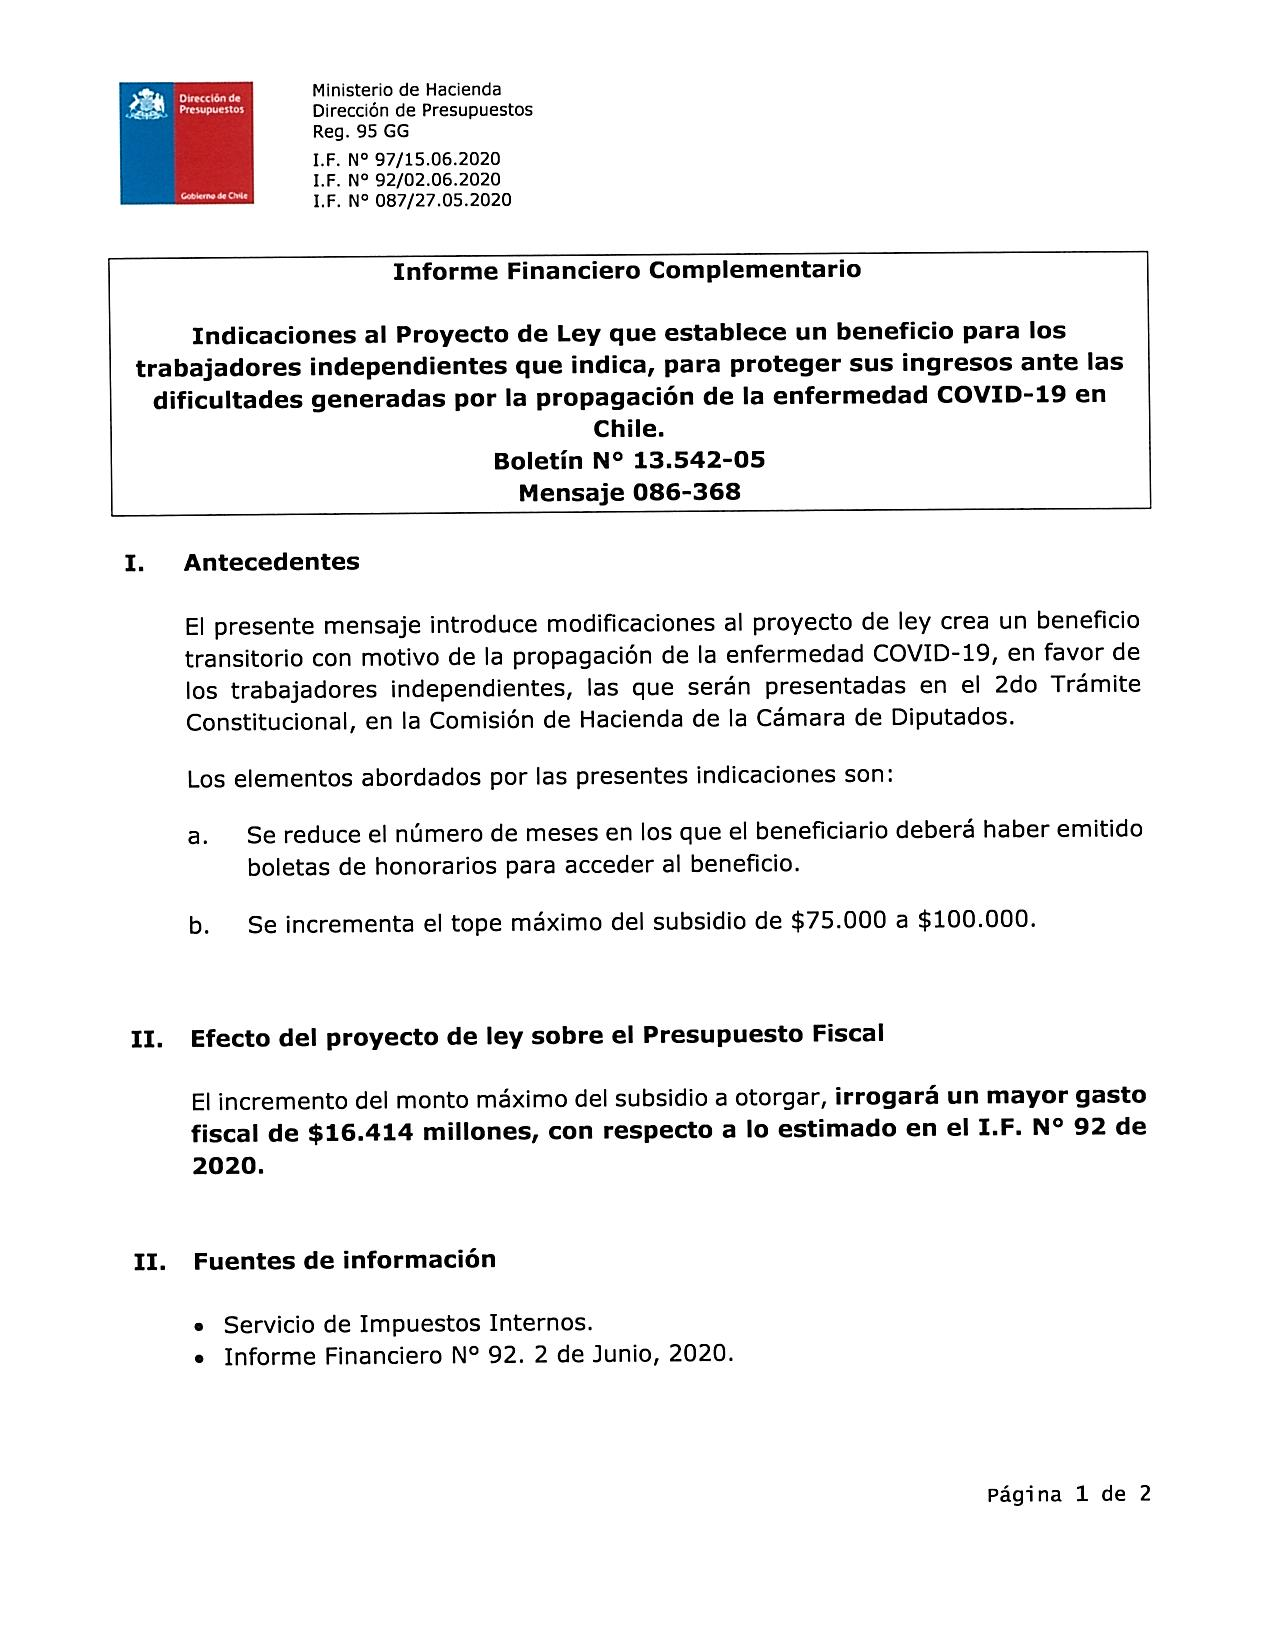 Dirección de
Presupuestos
Gobierno de Chile
Ministerio de Hacienda
Dirección de Presupuestos
Reg. 95 GG
I.F. Nº 97/15.06.2020
I.F. Nº 92/02.06.2020
I.F. Nº 087/27.05.2020
Informe Financiero Complementario
Indicaciones al Proyecto de Ley que establece un beneficio para los
trabajadores independientes que indica, para proteger sus ingresos ante las
dificultades generadas por la propagación de la enfermedad COVID-19 en
Chile.
Boletín Nº 13.542-05
Mensaje 086-368
I. Antecedentes
El presente mensaje introduce modificaciones al proyecto de ley crea un beneficio
transitorio con motivo de la propagación de la enfermedad COVID-19, en favor de
los trabajadores independientes, las que serán presentadas en el 2do Trámite
Constitucional, en la Comisión de Hacienda de la Cámara de Diputados.
Los elementos abordados por las presentes indicaciones son:
a. Se reduce el número de meses en los que el beneficiario deberá haber emitido
boletas de honorarios para acceder al beneficio.
b. Se incrementa el tope máximo del subsidio de $75.000 a $100.000.
II. Efecto del proyecto de ley sobre el Presupuesto Fiscal
El incremento del monto máximo del subsidio a otorgar, irrogará un mayor gasto
fiscal de $16.414 millones, con respecto a lo estimado en el I.F. Nº 92 de
2020.
II. Fuentes de información
• Servicio de Impuestos Internos.
• Informe Financiero Nº 92. 2 de Junio, 2020.
Página 1 de 2